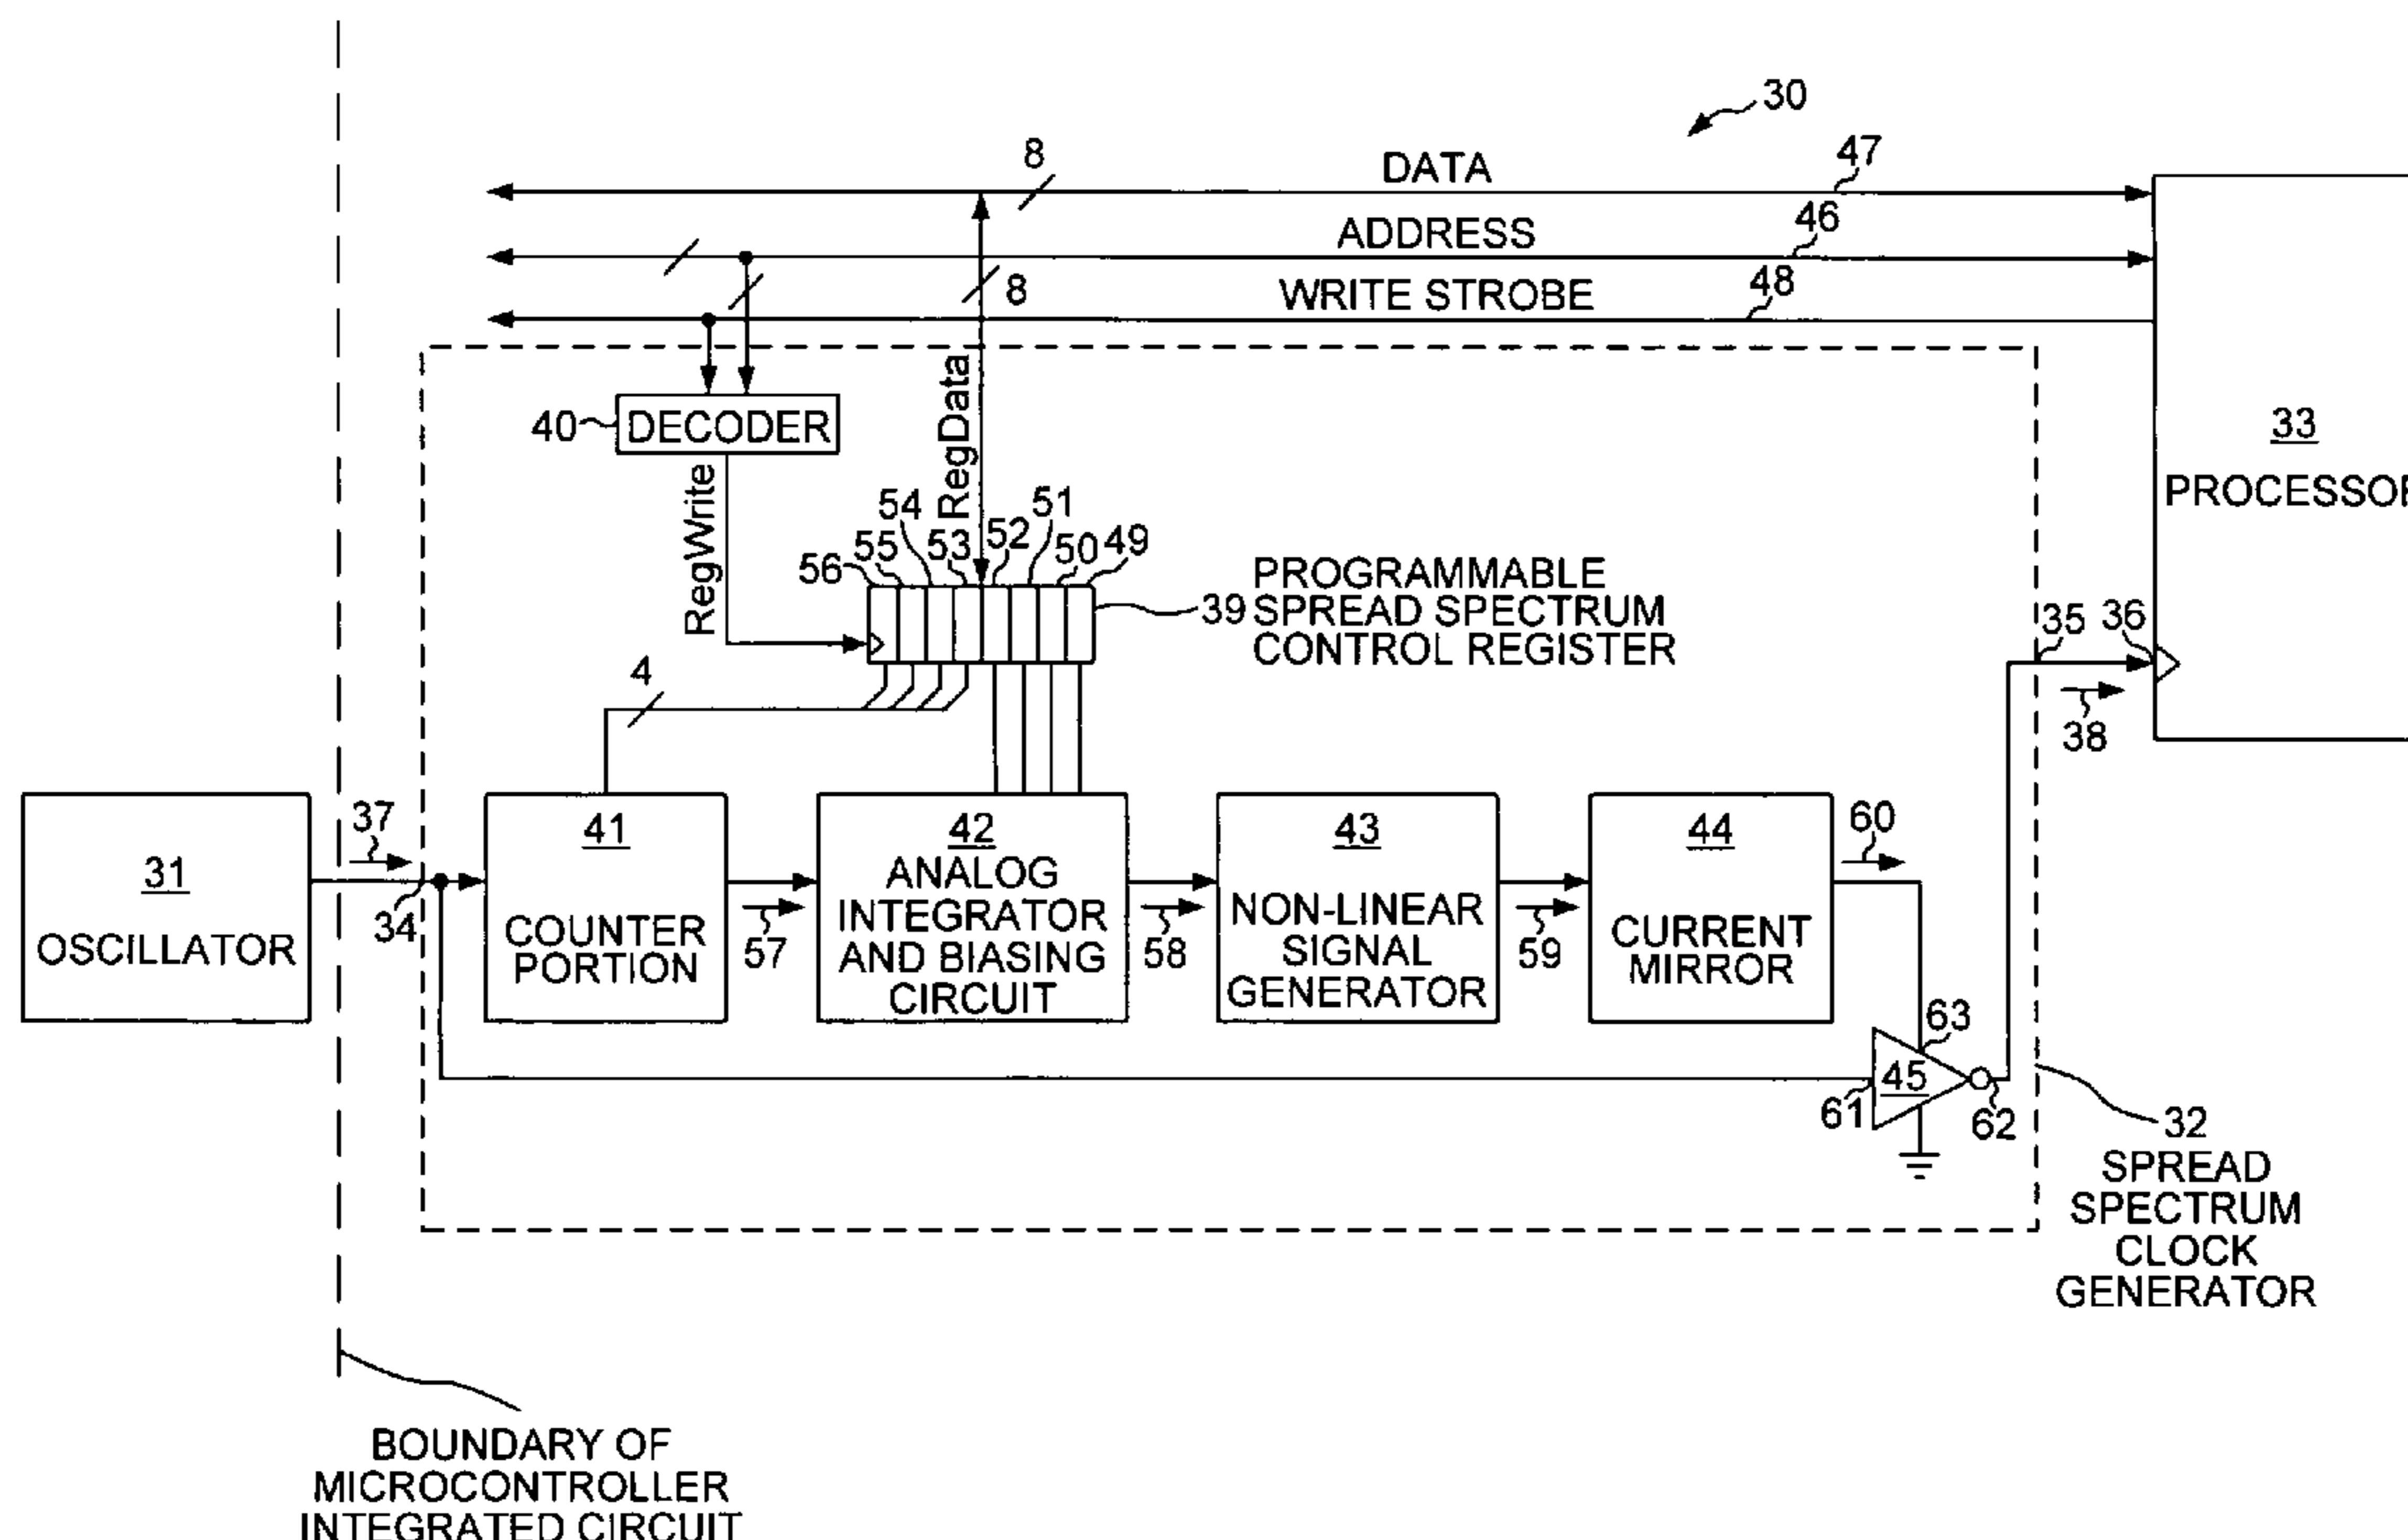 30
8
DATA
47
ADDRESS
46
8
WRITE STROBE
48
40
DECODER
RegData
RegWrite
33
PROCESSOR
56
55
54
53
52
51
50
49
39
PROGRAMMABLE
SPREAD SPECTRUM
CONTROL REGISTER
35
36
38
4
37
34
31
OSCILLATOR
41
COUNTER
PORTION
57
42
ANALOG
INTEGRATOR
AND BIASING
CIRCUIT
58
43
NON-LINEAR
SIGNAL
GENERATOR
59
44
CURRENT
MIRROR
60
63
45
61
62
32
SPREAD
SPECTRUM
CLOCK
GENERATOR
BOUNDARY OF
MICROCONTROLLER
INTEGRATED CIRCUIT